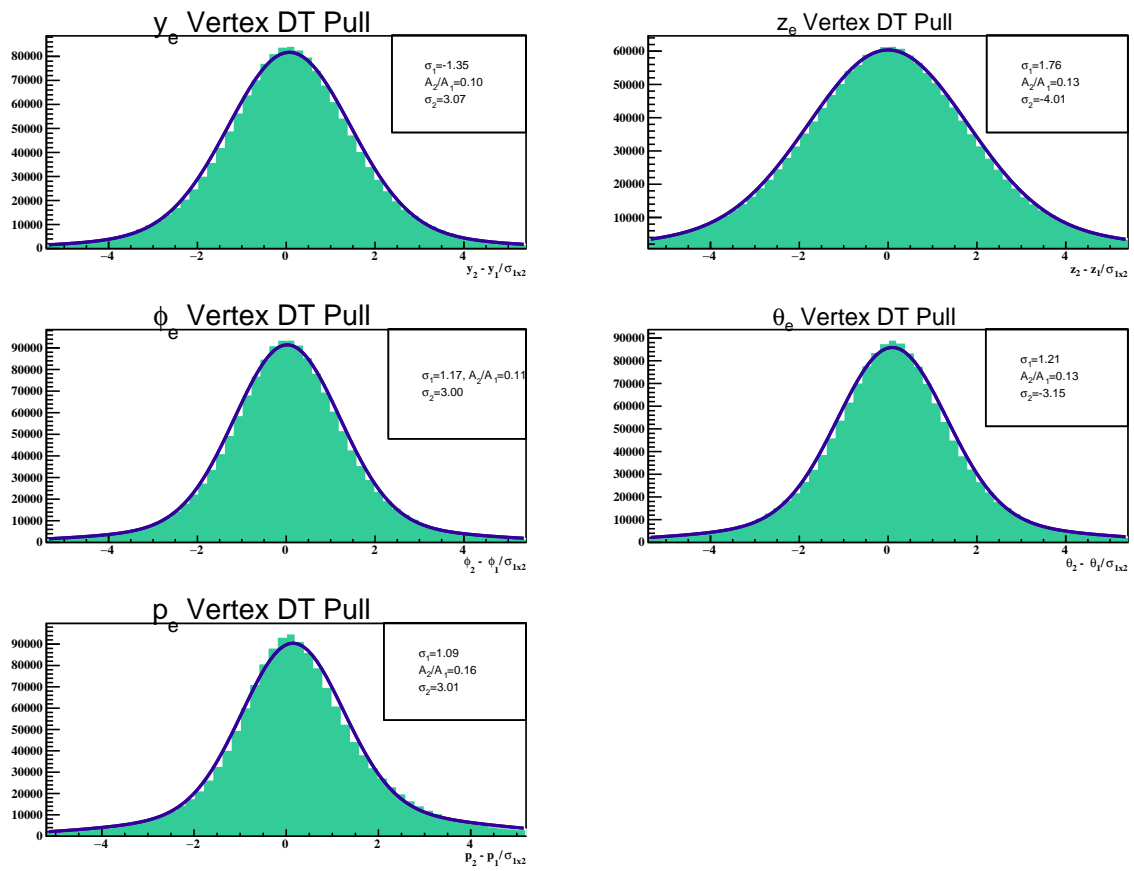 y_e Vertex DT Pull
σ₁=-1.35
A₂/A₁=0.10
σ₂=3.07
80000
70000
60000
50000
40000
30000
20000
10000
0
−4 −2 0 2 4
y₂ - y₁/σ₁ₓ₂
z_e Vertex DT Pull
σ₁=1.76
A₂/A₁=0.13
σ₂=-4.01
60000
50000
40000
30000
20000
10000
−4 −2 0 2 4
z₂ - z₁/σ₁ₓ₂
ϕ_e Vertex DT Pull
σ₁=1.17, A₂/A₁=0.11
σ₂=3.00
90000
80000
70000
60000
50000
40000
30000
20000
10000
0
−4 −2 0 2 4
ϕ₂ - ϕ₁/σ₁ₓ₂
θ_e Vertex DT Pull
σ₁=1.21
A₂/A₁=0.13
σ₂=-3.15
90000
80000
70000
60000
50000
40000
30000
20000
10000
0
−4 −2 0 2 4
θ₂ - θ₁/σ₁ₓ₂
p_e Vertex DT Pull
σ₁=1.09
A₂/A₁=0.16
σ₂=3.01
90000
80000
70000
60000
50000
40000
30000
20000
10000
0
−4 −2 0 2 4
p₂ - p₁/σ₁ₓ₂